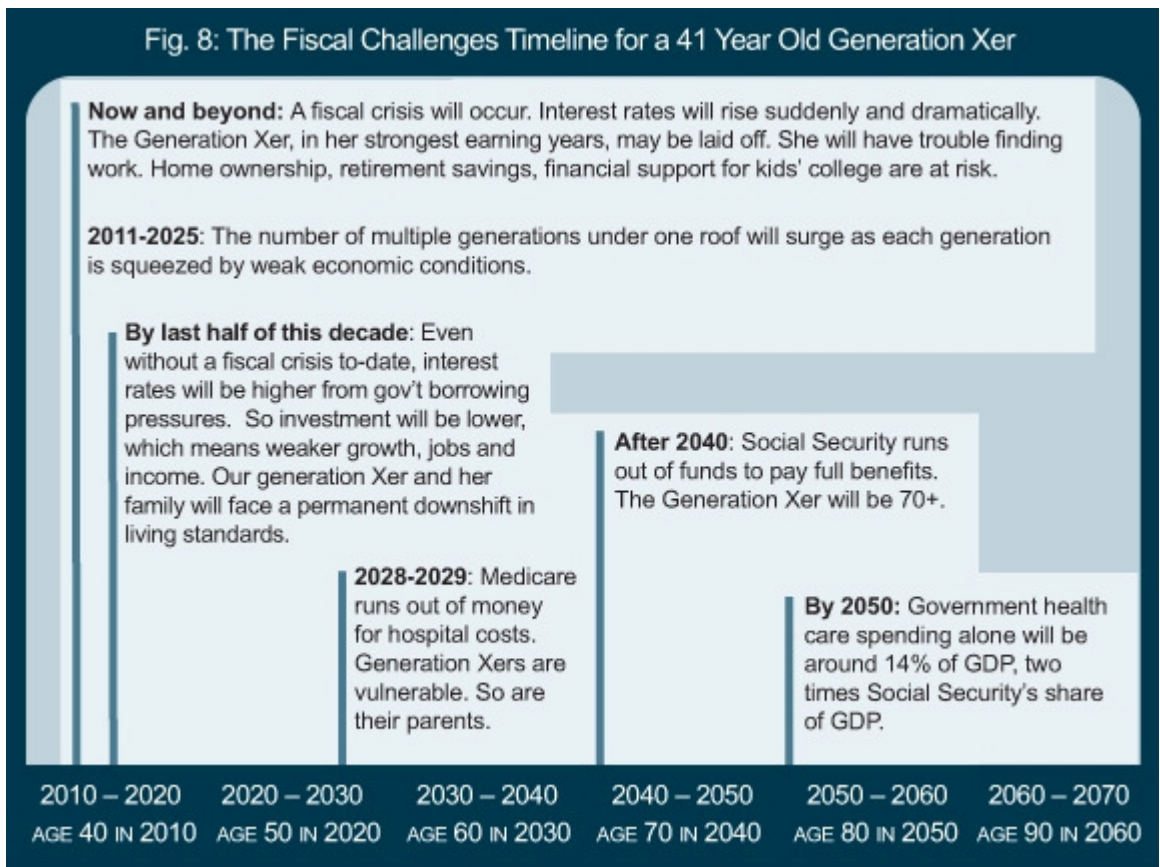 Fig. 8: The Fiscal Challenges Timeline for a 41 Year Old Generation Xer
Now and beyond: A fiscal crisis will occur. Interest rates will rise suddenly and dramatically.
The Generation Xer, in her strongest earning years, may be laid off. She will have trouble finding
work. Home ownership, retirement savings, financial support for kids' college are at risk.
2011-2025: The number of multiple generations under one roof will surge as each generation
is squeezed by weak economic conditions.
By last half of this decade: Even
without a fiscal crisis to-date, interest
rates will be higher from gov't borrowing
pressures. So investment will be lower,
which means weaker growth, jobs and
income. Our generation Xer and her
family will face a permanent downshift in
living standards.
2028-2029: Medicare
runs out of money
for hospital costs.
Generation Xers are
vulnerable. So are
their parents.
After 2040: Social Security runs
out of funds to pay full benefits.
The Generation Xer will be 70+.
By 2050: Government health
care spending alone will be
around 14% of GDP, two
times Social Security's share
of GDP.
2010 – 2020 2020 – 2030 2030 – 2040 2040 – 2050 2050 – 2060 2060 – 2070
AGE 40 IN 2010 AGE 50 IN 2020 AGE 60 IN 2030 AGE 70 IN 2040 AGE 80 IN 2050 AGE 90 IN 2060